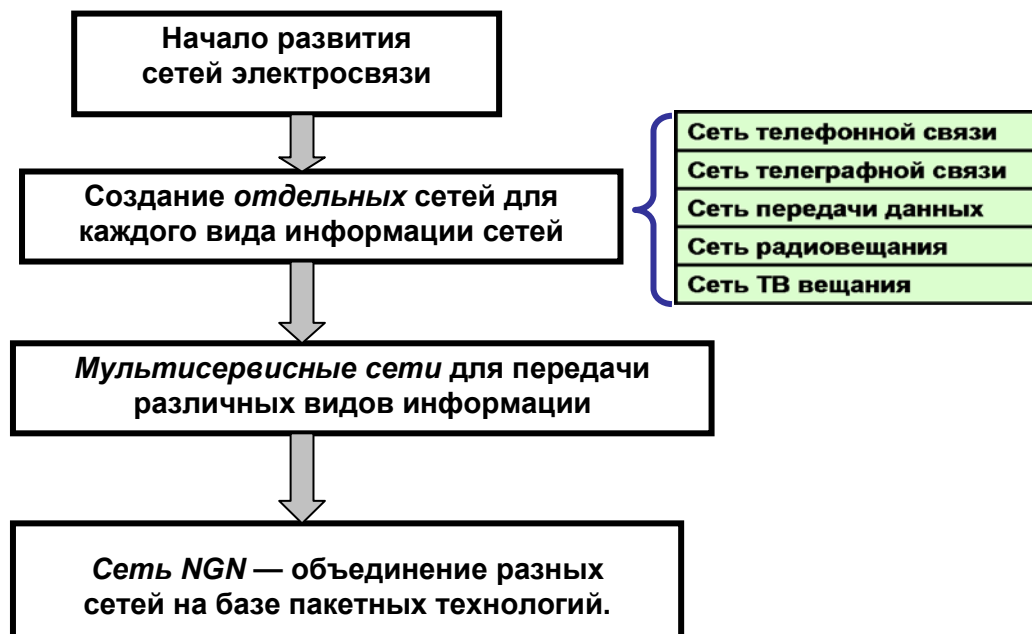 Начало развития
сетей электросвязи
Создание отдельных сетей для
каждого вида информации сетей
Сеть телефонной связи
Сеть телеграфной связи
Сеть передачи данных
Сеть радиовещания
Сеть ТВ вещания
Мультисервисные сети для передачи
различных видов информации
Сеть NGN — объединение разных
сетей на базе пакетных технологий.